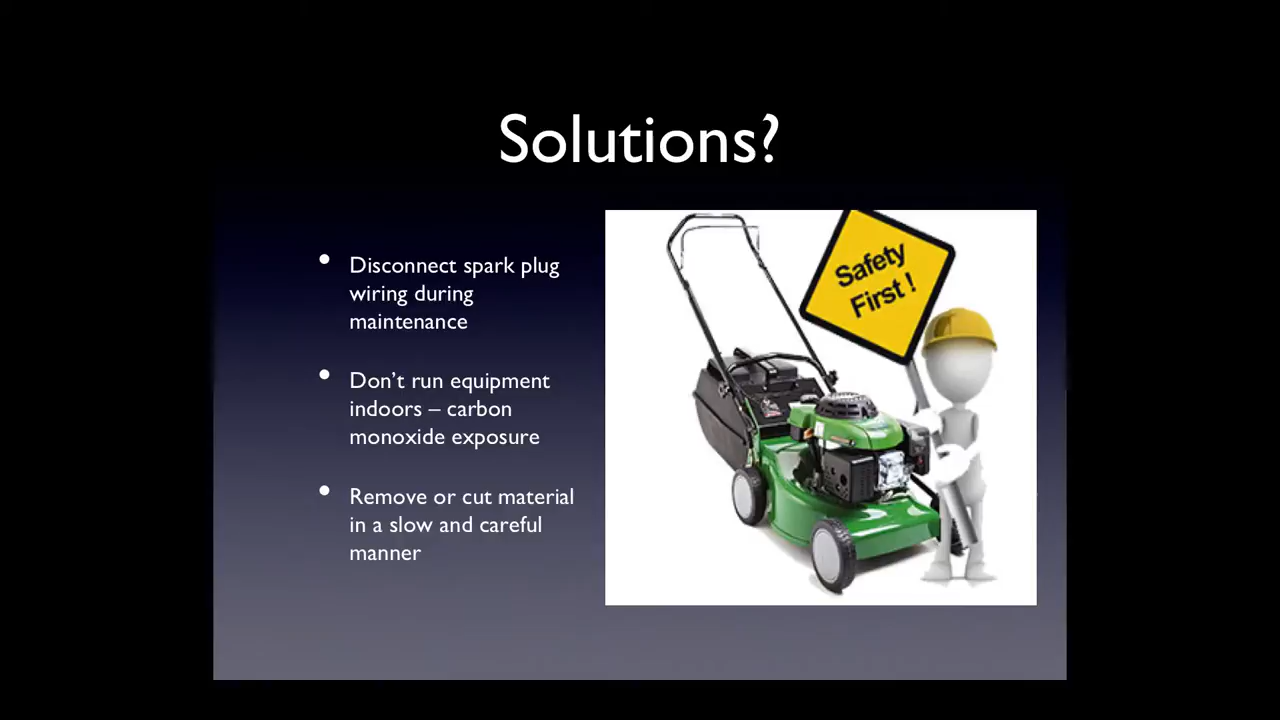 Solutions?
• Disconnect spark plug
wiring during
maintenance
• Don’t run equipment
indoors – carbon
monoxide exposure
• Remove or cut material
in a slow and careful
manner
Safety
First !